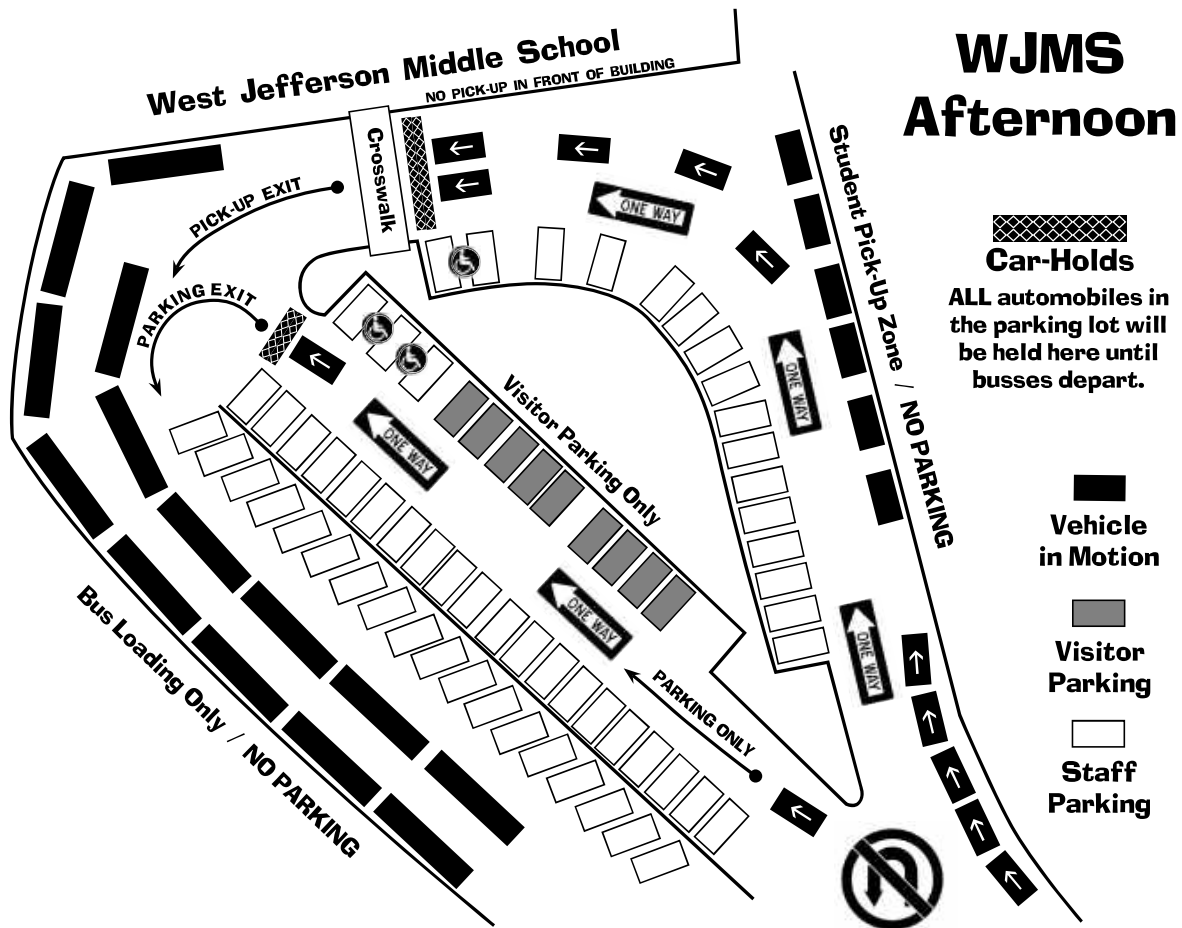 WJMS
Afternoon
West Jefferson Middle School
NO PICK-UP IN FRONT OF BUILDING
Crosswalk
PICK-UP EXIT
PARKING EXIT
ONE WAY
Student Pick-Up Zone / NO PARKING
ONE WAY
Visitor Parking Only
ONE WAY
ONE WAY
ONE WAY
PARKING ONLY
Bus Loading Only / NO PARKING
Car-Holds
ALL automobiles in
the parking lot will
be held here until
busses depart.
Vehicle
in Motion
Visitor
Parking
Staff
Parking